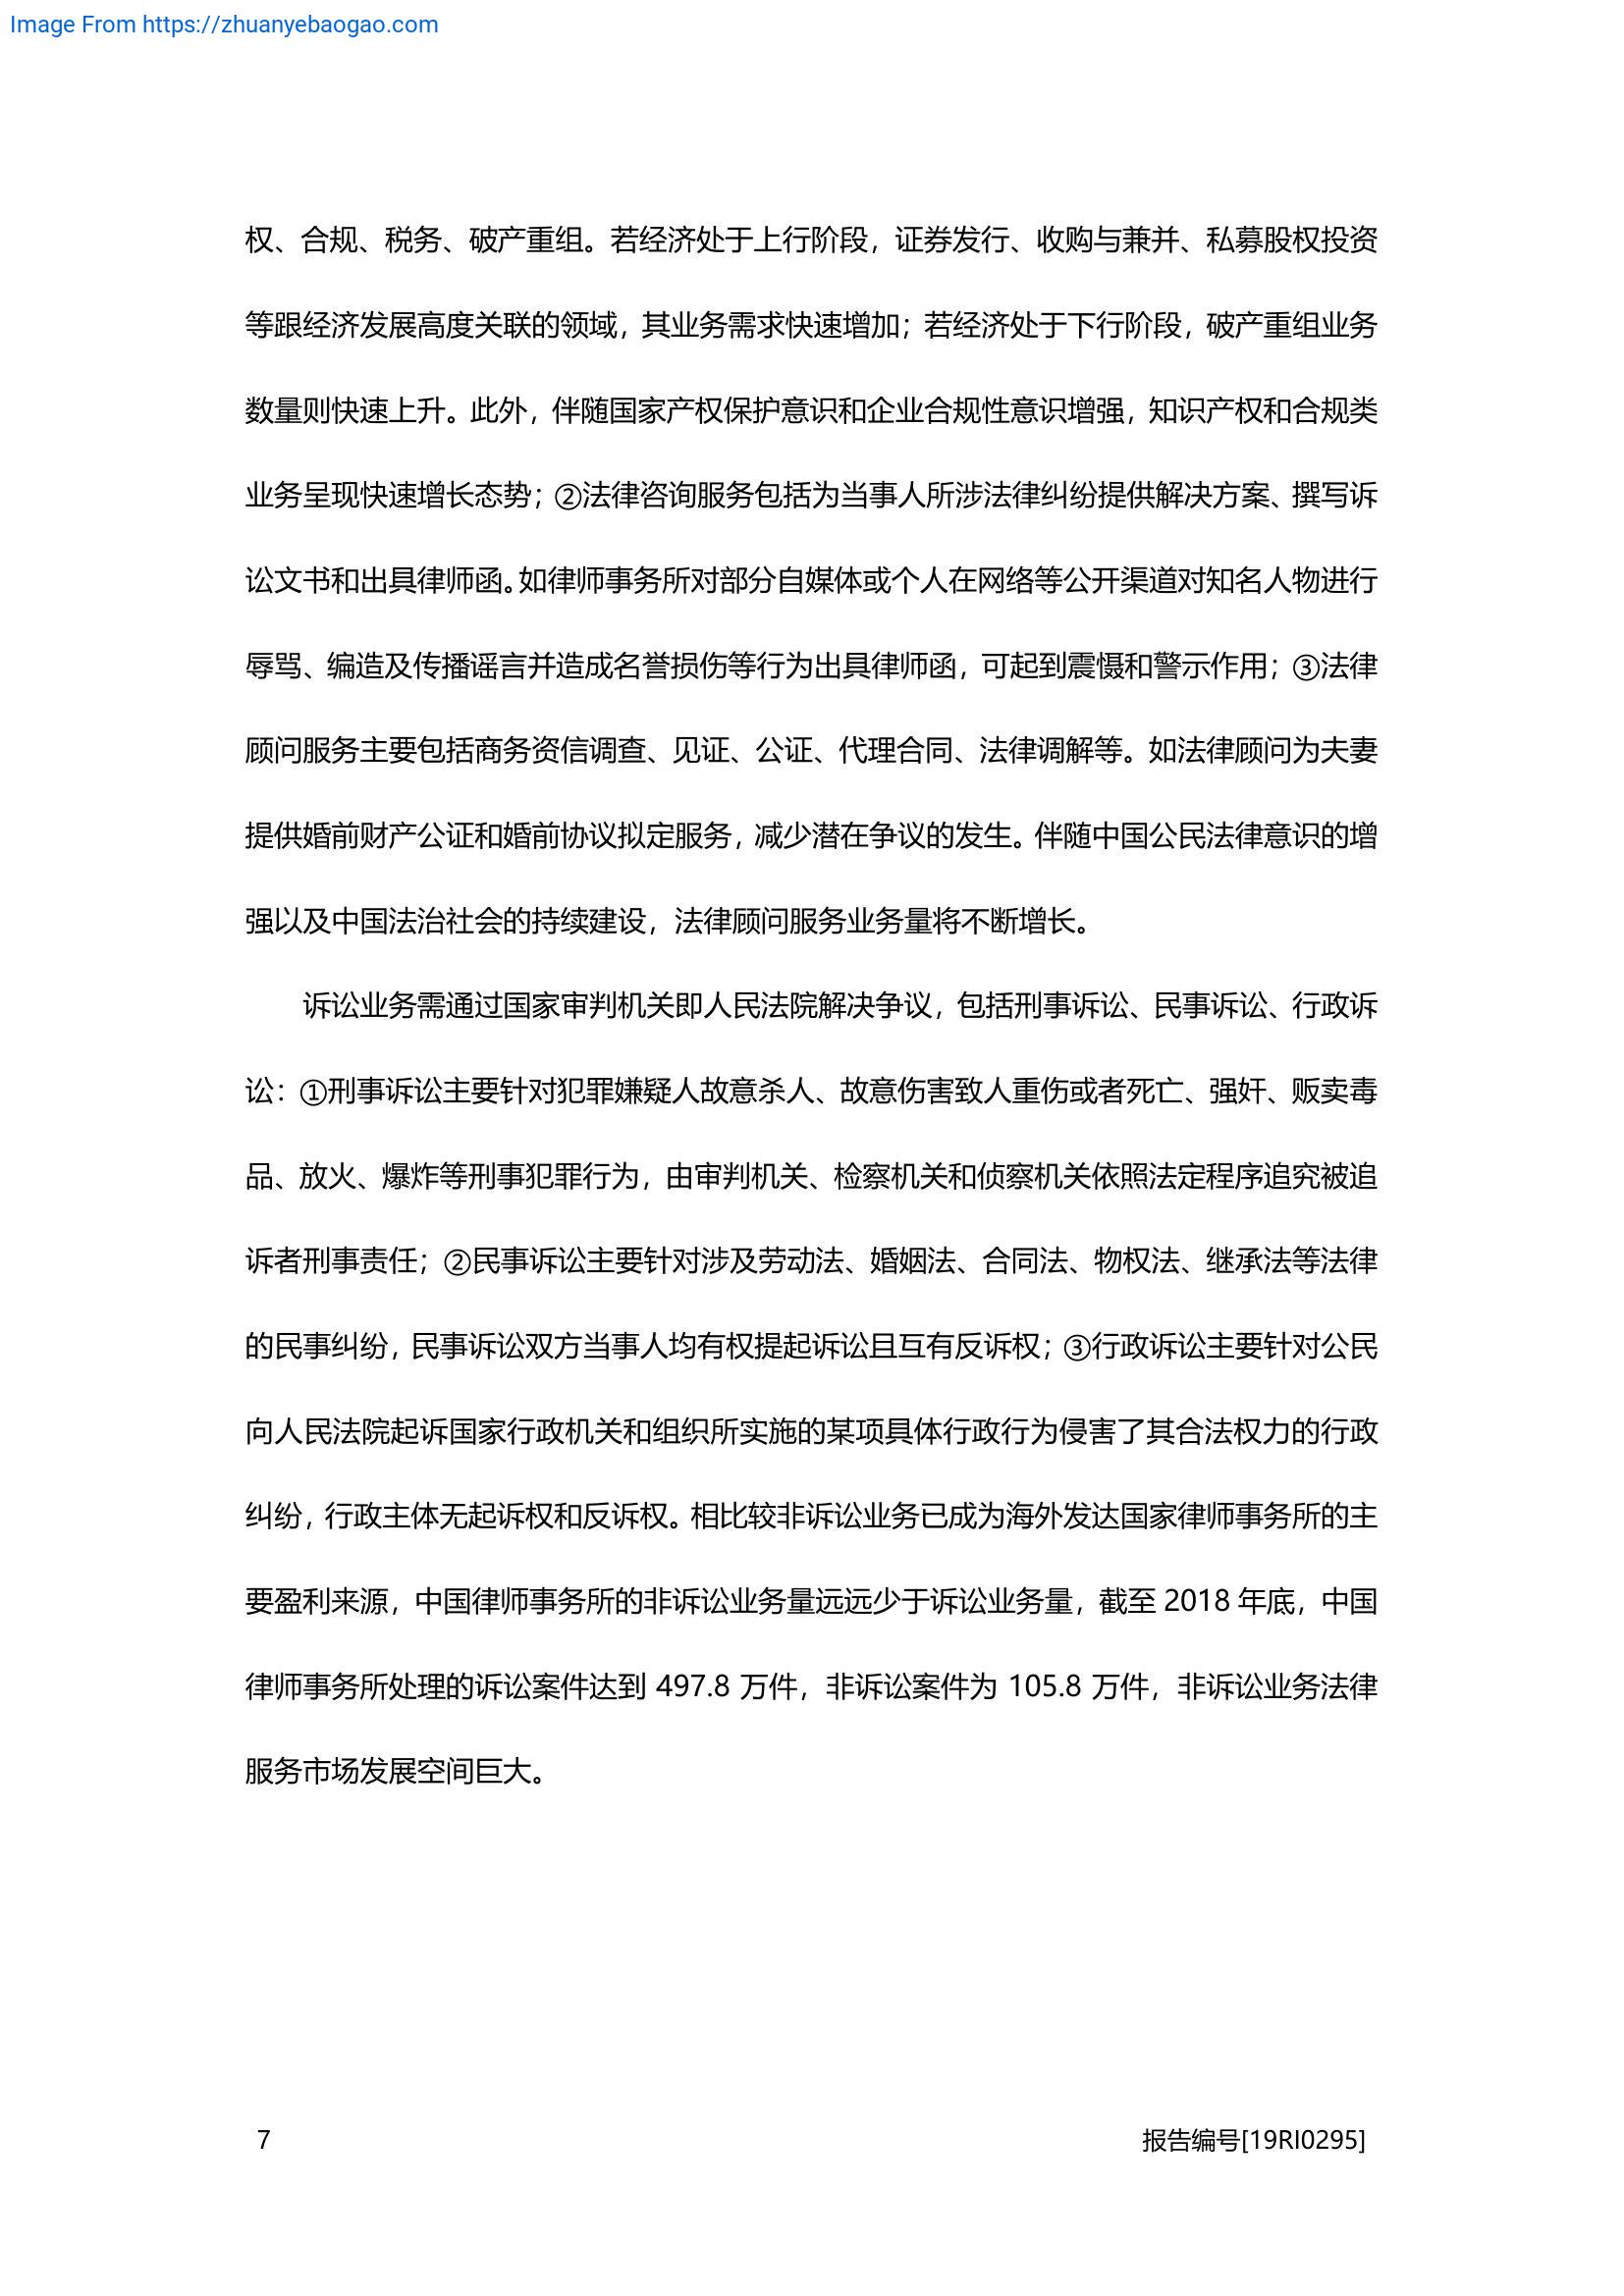 Image From https://zhuanyebaogao.com
权、合规、税务、破产重组。若经济处于上行阶段，证券发行、收购与兼并、私募股权投资
等跟经济发展高度关联的领域，其业务需求快速增加；若经济处于下行阶段，破产重组业务
数量则快速上升。此外，伴随国家产权保护意识和企业合规性意识增强，知识产权和合规类
业务呈现快速增长态势；②法律咨询服务包括为当事人所涉法律纠纷提供解决方案、撰写诉
讼文书和出具律师函。如律师事务所对部分自媒体或个人在网络等公开渠道对知名人物进行
辱骂、编造及传播谣言并造成名誉损伤等行为出具律师函，可起到震慑和警示作用；③法律
顾问服务主要包括商务资信调查、见证、公证、代理合同、法律调解等。如法律顾问为夫妻
提供婚前财产公证和婚前协议拟定服务，减少潜在争议的发生。伴随中国公民法律意识的增
强以及中国法治社会的持续建设，法律顾问服务业务量将不断增长。
诉讼业务需通过国家审判机关即人民法院解决争议，包括刑事诉讼、民事诉讼、行政诉
讼：①刑事诉讼主要针对犯罪嫌疑人故意杀人、故意伤害致人重伤或者死亡、强奸、贩卖毒
品、放火、爆炸等刑事犯罪行为，由审判机关、检察机关和侦察机关依照法定程序追究被追
诉者刑事责任；②民事诉讼主要针对涉及劳动法、婚姻法、合同法、物权法、继承法等法律
的民事纠纷，民事诉讼双方当事人均有权提起诉讼且互有反诉权；③行政诉讼主要针对公民
向人民法院起诉国家行政机关和组织所实施的某项具体行政行为侵害了其合法权力的行政
纠纷，行政主体无起诉权和反诉权。相比较非诉讼业务已成为海外发达国家律师事务所的主
要盈利来源，中国律师事务所的非诉讼业务量远远少于诉讼业务量，截至 2018 年底，中国
律师事务所处理的诉讼案件达到 497.8 万件，非诉讼案件为 105.8 万件，非诉讼业务法律
服务市场发展空间巨大。
7
报告编号[19RI0295]